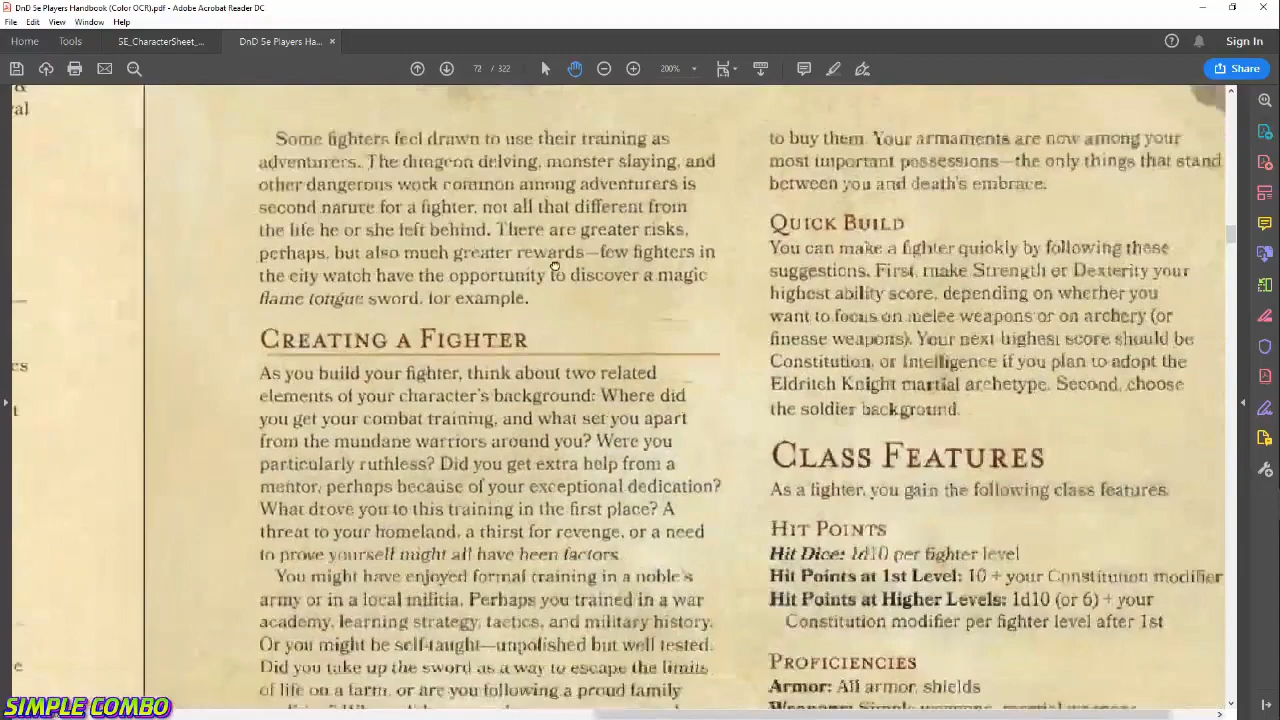 DnD 5e Players Handbook (Color OCR).pdf - Adobe Acrobat Reader DC
File Edit View Window Help
Home Tools 5E_CharacterSheet_... DnD 5e Players Ha... × Sign In
72 / 322 200% Share
al
es
t
e
Some fighters feel drawn to use their training as
adventurers. The dungeon delving, monster slaying, and
other dangerous work common among adventurers is
second nature for a fighter, not all that different from
the life he or she left behind. There are greater risks,
perhaps, but also much greater rewards—few fighters in
the city watch have the opportunity to discover a magic
flame tongue sword, for example.
CREATING A FIGHTER
As you build your fighter, think about two related
elements of your character's background: Where did
you get your combat training, and what set you apart
from the mundane warriors around you? Were you
particularly ruthless? Did you get extra help from a
mentor, perhaps because of your exceptional dedication?
What drove you to this training in the first place? A
threat to your homeland, a thirst for revenge, or a need
to prove yourself might all have been factors.
You might have enjoyed formal training in a noble's
army or in a local militia. Perhaps you trained in a war
academy, learning strategy, tactics, and military history.
Or you might be self-taught—unpolished but well tested.
Did you take up the sword as a way to escape the limits
of life on a farm, or are you following a proud family
to buy them. Your armaments are now among your
most important possessions—the only things that stand
between you and death's embrace.
QUICK BUILD
You can make a fighter quickly by following these
suggestions. First, make Strength or Dexterity your
highest ability score, depending on whether you
want to focus on melee weapons or on archery (or
finesse weapons). Your next-highest score should be
Constitution, or Intelligence if you plan to adopt the
Eldritch Knight martial archetype. Second, choose
the soldier background.
CLASS FEATURES
As a fighter, you gain the following class features.
HIT POINTS
Hit Dice: 1d10 per fighter level
Hit Points at 1st Level: 10 + your Constitution modifier
Hit Points at Higher Levels: 1d10 (or 6) + your
Constitution modifier per fighter level after 1st
PROFICIENCIES
Armor: All armor, shields
Weapons: Simple weapons, martial weapons
SIMPLE COMBO